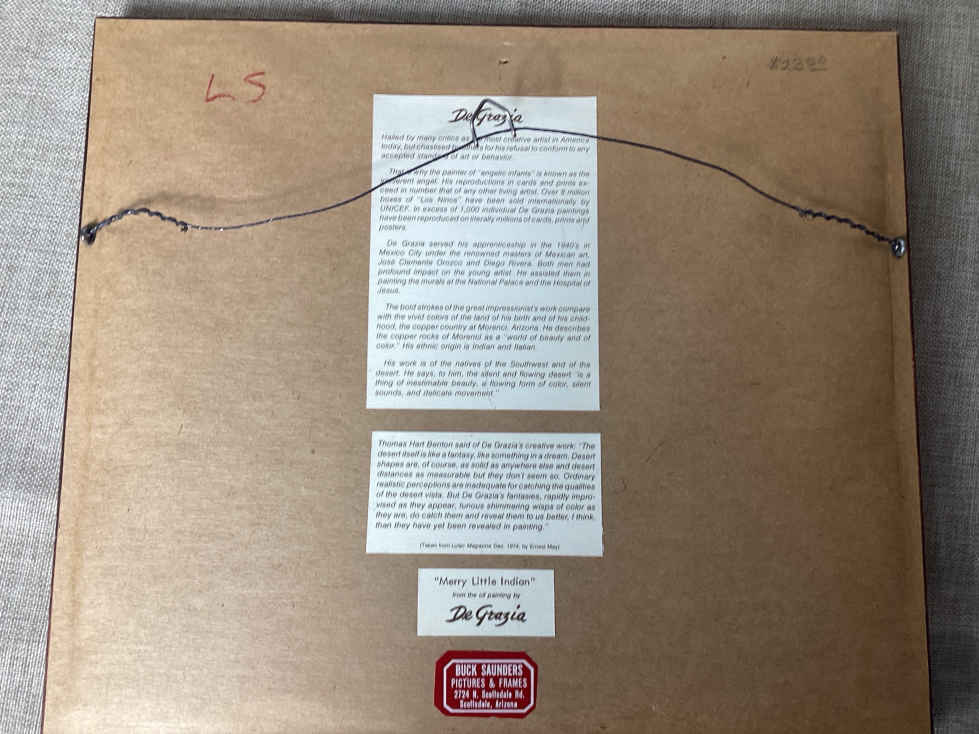 LS
$2300
De Grazia
Hailed by many critics as most creative artist in America
today, but chastised by others for his refusal to conform to any
accepted standards of art or behavior.
That is why the painter of "angelic infants" is known as the
irreverent angel. His reproductions in cards and prints ex-
ceed in number that of any other living artist. Over 5 million
boxes of "Los Ninos" have been sold internationally by
UNICEF. In excess of 1,000 individual De Grazia paintings
have been reproduced on literally millions of cards, prints and
posters.
De Grazia served his apprenticeship in the 1940's in
Mexico City under the renowned masters of Mexican art,
José Clemente Orozco and Diego Rivera. Both men had
profound impact on the young artist. He assisted them in
painting the murals at the National Palace and the Hospital of
Jesus.
The bold strokes of the great impressionist's work compare
with the vivid colors of the land of his birth and of his child-
hood, the copper country at Morenci, Arizona. He describes
the copper rocks of Morenci as a "world of beauty and of
color." His ethnic origin is Indian and Italian.
His work is of the natives of the Southwest and of the
desert. He says, to him, the silent and flowing desert "is a
thing of inestimable beauty, a flowing form of color, silent
sounds, and delicate movement."
Thomas Hart Benton said of De Grazia's creative work: "The
desert itself is like a fantasy, like something in a dream. Desert
shapes are, of course, as solid as anywhere else and desert
distances as measurable but they don't seem so. Ordinary
realistic perceptions are inadequate for catching the qualities
of the desert vista. But De Grazia's fantasies, rapidly impro-
vised as they appear, furious shimmering wisps of color as
they are, do catch them and reveal them to us better, I think,
than they have yet been revealed in painting."
(Taken from Magazine Dec. 1974, by Ernest May)
"Merry Little Indian"
from the oil painting by
De Grazia
BUCK SAUNDERS
PICTURES & FRAMES
2724 N. Scottsdale Rd.
Scottsdale, Arizona